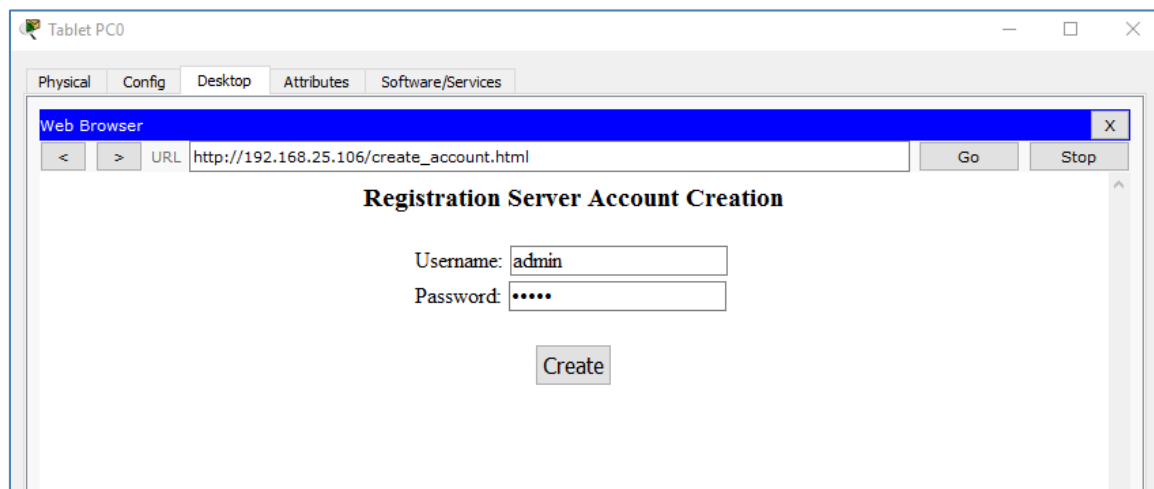 Tablet PC0
Physical Config Desktop Attributes Software/Services
Web Browser X
< > URL http://192.168.25.106/create_account.html Go Stop
Registration Server Account Creation
Username: admin
Password: •••••
Create